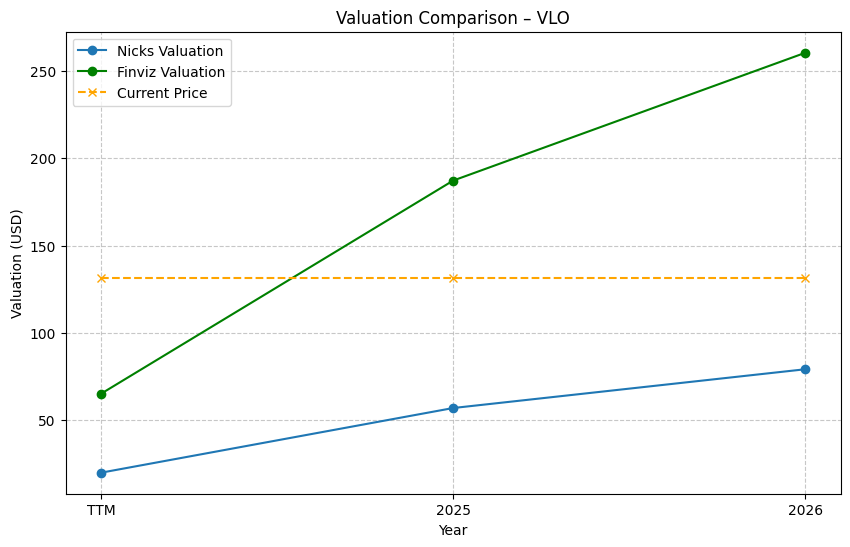 Valuation Comparison – VLO
Nicks Valuation
Finviz Valuation
Current Price
Valuation (USD)
250
200
150
100
50
TTM
2025
2026
Year